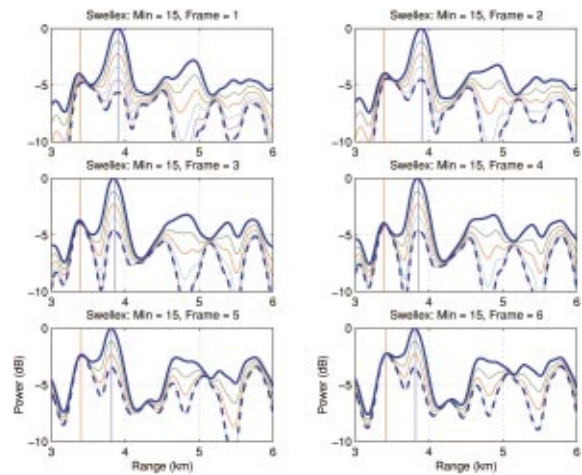 Swellex: Min = 15, Frame = 1
Swellex: Min = 15, Frame = 2
0
−5
−10
3 4 5 6
0
−5
−10
3 4 5 6
Swellex: Min = 15, Frame = 3
Swellex: Min = 15, Frame = 4
0
−5
−10
3 4 5 6
0
−5
−10
3 4 5 6
Swellex: Min = 15, Frame = 5
Swellex: Min = 15, Frame = 6
Power (dB)
0
−5
−10
3 4 5 6
Range (km)
Power (dB)
0
−5
−10
3 4 5 6
Range (km)